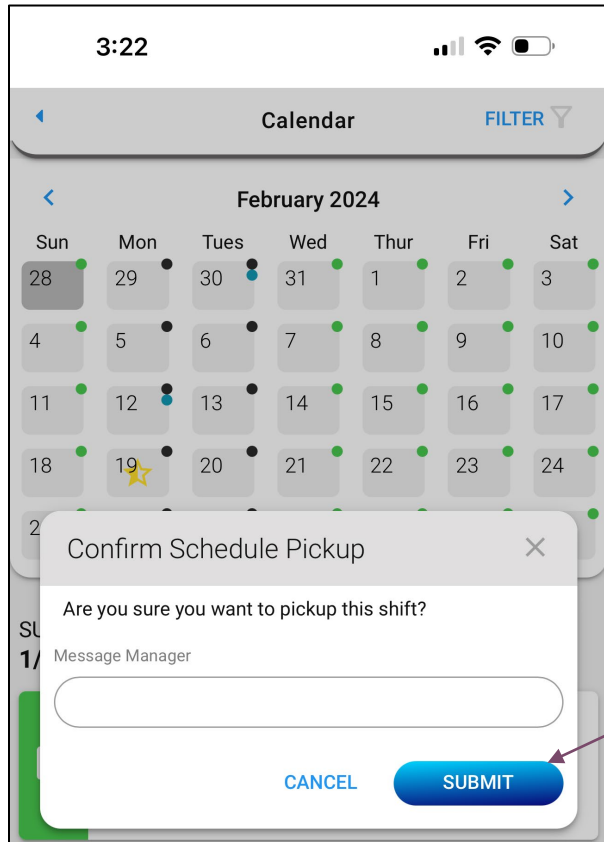 3:22
Calendar FILTER
February 2024
Sun Mon Tues Wed Thur Fri Sat
28 29 30 31 1 2 3
4 5 6 7 8 9 10
11 12 13 14 15 16 17
18 19 20 21 22 23 24
2
Confirm Schedule Pickup
Are you sure you want to pickup this shift?
SU
1/
Message Manager
CANCEL SUBMIT